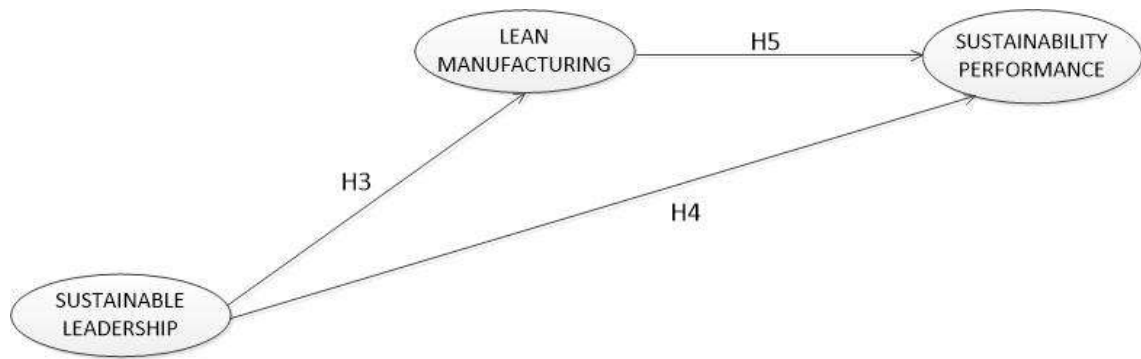 LEAN
MANUFACTURING
H5
SUSTAINABILITY
PERFORMANCE
H3
H4
SUSTAINABLE
LEADERSHIP